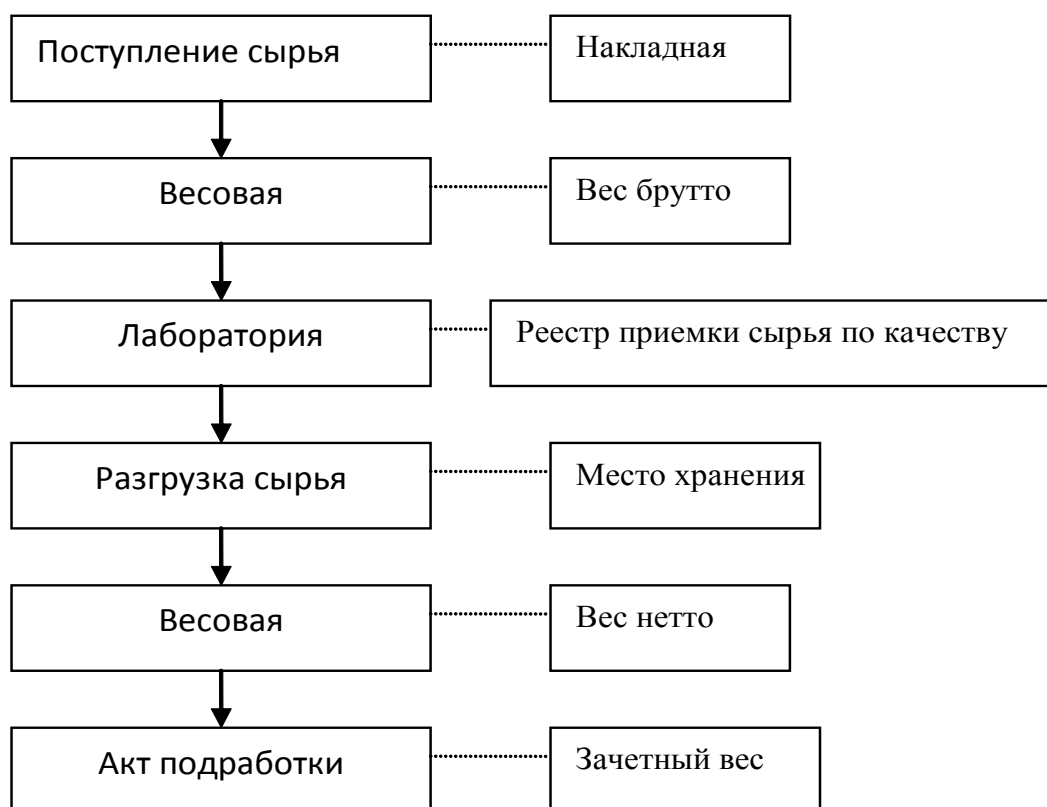 Поступление сырья
Накладная
Весовая
Вес брутто
Лаборатория
Реестр приемки сырья по качеству
Разгрузка сырья
Место хранения
Весовая
Вес нетто
Акт подработки
Зачетный вес